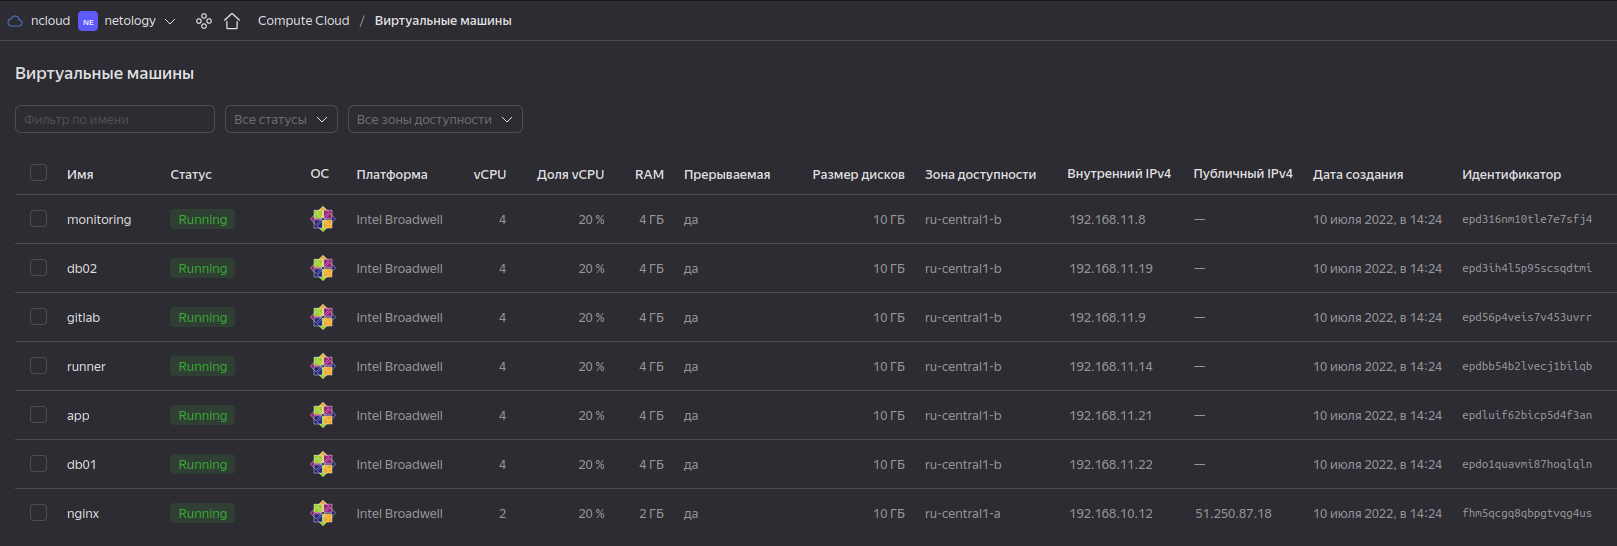 ncloud NE netology Compute Cloud / Виртуальные машины
Виртуальные машины
Фильтр по имени Все статусы Все зоны доступности
Имя Статус ОС Платформа vCPU Доля vCPU RAM Прерываемая Размер дисков Зона доступности Внутренний IPv4 Публичный IPv4 Дата создания Идентификатор
monitoring Running Intel Broadwell 4 20 % 4 ГБ да 10 ГБ ru-central1-b 192.168.11.8 — 10 июля 2022, в 14:24 epd316nm10tle7e7sfj4
db02 Running Intel Broadwell 4 20 % 4 ГБ да 10 ГБ ru-central1-b 192.168.11.19 — 10 июля 2022, в 14:24 epd3ih4l5p95scsqdtmi
gitlab Running Intel Broadwell 4 20 % 4 ГБ да 10 ГБ ru-central1-b 192.168.11.9 — 10 июля 2022, в 14:24 epd56p4veis7v453uvrr
runner Running Intel Broadwell 4 20 % 4 ГБ да 10 ГБ ru-central1-b 192.168.11.14 — 10 июля 2022, в 14:24 epdbb54b2lvecj1bilqb
app Running Intel Broadwell 4 20 % 4 ГБ да 10 ГБ ru-central1-b 192.168.11.21 — 10 июля 2022, в 14:24 epdluif62bicp5d4f3an
db01 Running Intel Broadwell 4 20 % 4 ГБ да 10 ГБ ru-central1-b 192.168.11.22 — 10 июля 2022, в 14:24 epdo1quavmi87hoqlqln
nginx Running Intel Broadwell 2 20 % 2 ГБ да 10 ГБ ru-central1-a 192.168.10.12 51.250.87.18 10 июля 2022, в 14:24 fhm5qcgq8qbpgtvqg4us